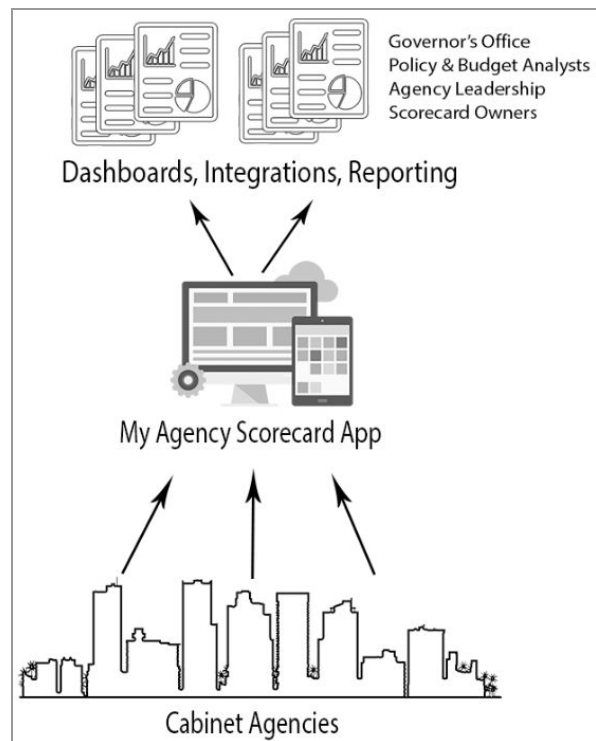 Governor's Office
Policy & Budget Analysts
Agency Leadership
Scorecard Owners
Dashboards, Integrations, Reporting
My Agency Scorecard App
Cabinet Agencies